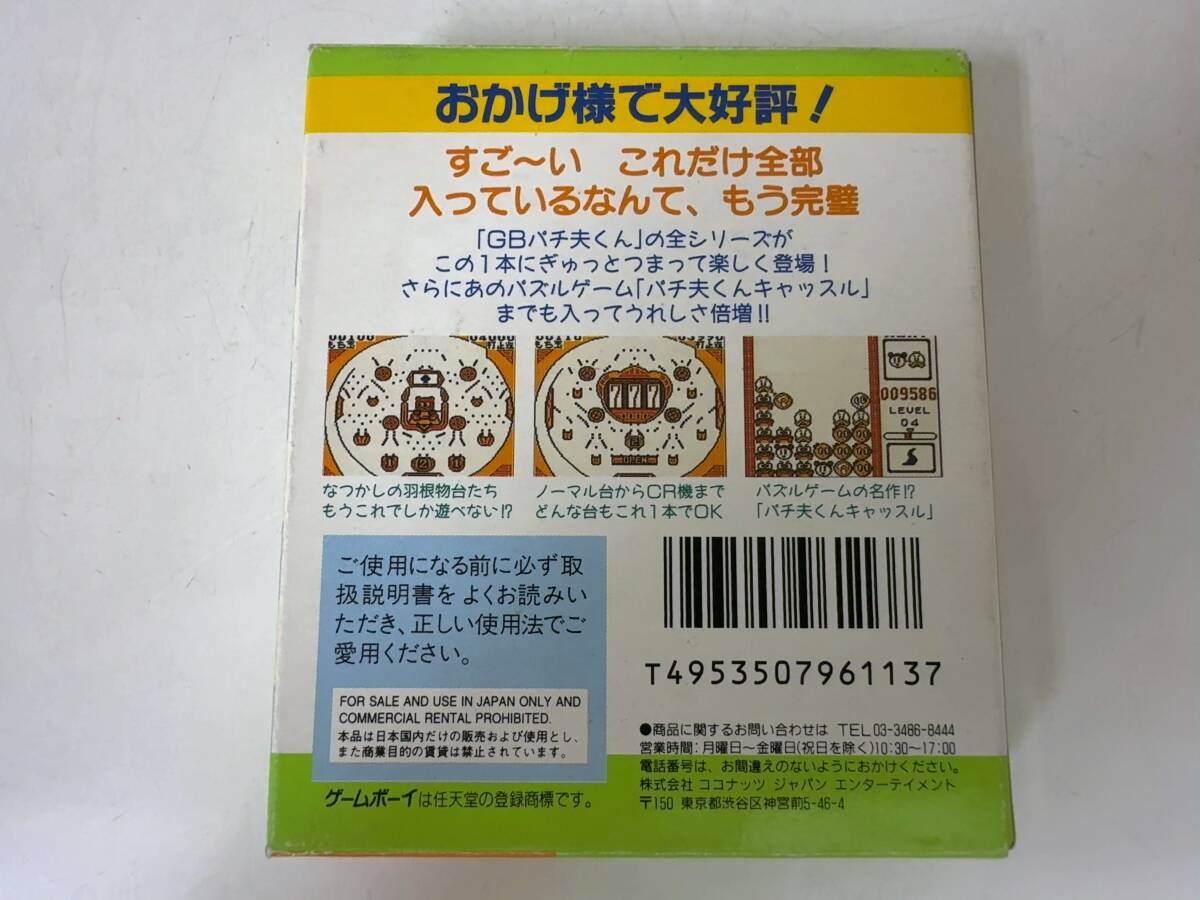 おかげ様で大好評!
すご〜い これだけ全部
入っているなんて、もう完璧
「GBパチ夫くん」の全シリーズが
この1本にぎゅっとつまって楽しく登場!
さらにあのパズルゲーム「パチ夫くんキャッスル」
までも入ってうれしさ倍増!!
もち玉
打止玉
もち玉
打止玉
777
OPEN
009586
LEVEL
04
なつかしの羽根物台たち
もうこれでしか遊べない!?
ノーマル台からCR機まで
どんな台もこれ1本でOK
パズルゲームの名作!?
「パチ夫くんキャッスル」
ご使用になる前に必ず取
扱説明書をよくお読みい
ただき、正しい使用法でご
愛用ください。
FOR SALE AND USE IN JAPAN ONLY AND
COMMERCIAL RENTAL PROHIBITED.
本品は日本国内だけの販売および使用とし、
また商業目的の賃貸は禁止されています。
ゲームボーイは任天堂の登録商標です。
T4953507961137
●商品に関するお問い合わせは TEL03-3486-8444
営業時間:月曜日〜金曜日(祝日を除く)10:30〜17:00
電話番号は、お間違えのないようにおかけください。
株式会社 ココナッツ ジャパン エンターテイメント
〒150 東京都渋谷区神宮前5-46-4